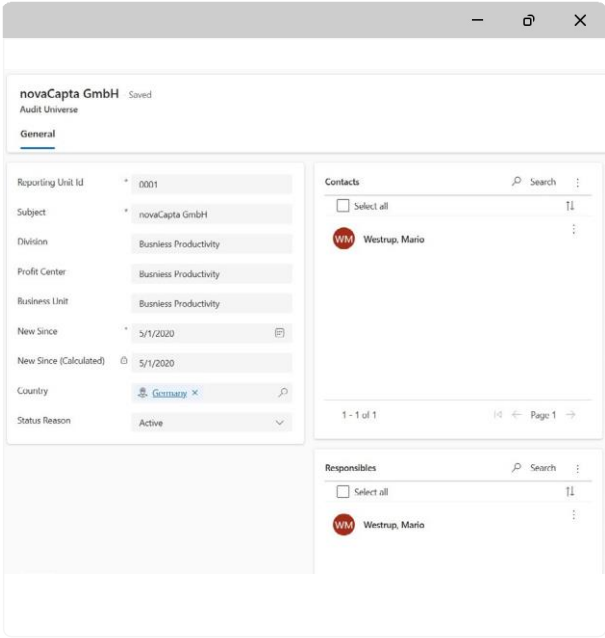 novaCapta GmbH Saved
Audit Universe
General
Reporting Unit Id * 0001
Subject * novaCapta GmbH
Division Busniess Productivity
Profit Center Busniess Productivity
Business Unit Busniess Productivity
New Since * 5/1/2020
New Since (Calculated) 5/1/2020
Country Germany ×
Status Reason Active
Contacts Search
Select all
WM Westrup, Mario
1 - 1 of 1 Page 1
Responsibles Search
Select all
WM Westrup, Mario